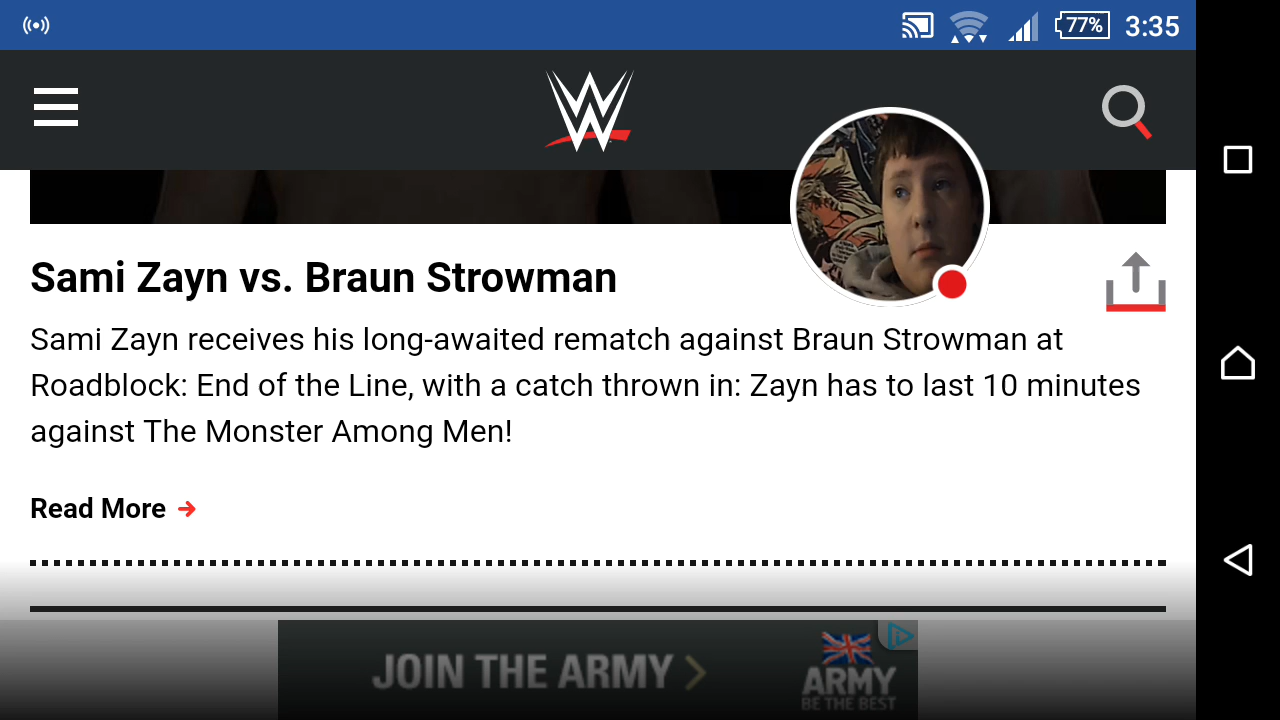 77% 3:35
W
Sami Zayn vs. Braun Strowman
Sami Zayn receives his long-awaited rematch against Braun Strowman at
Roadblock: End of the Line, with a catch thrown in: Zayn has to last 10 minutes
against The Monster Among Men!
Read More
JOIN THE ARMY
ARMY
BE THE BEST